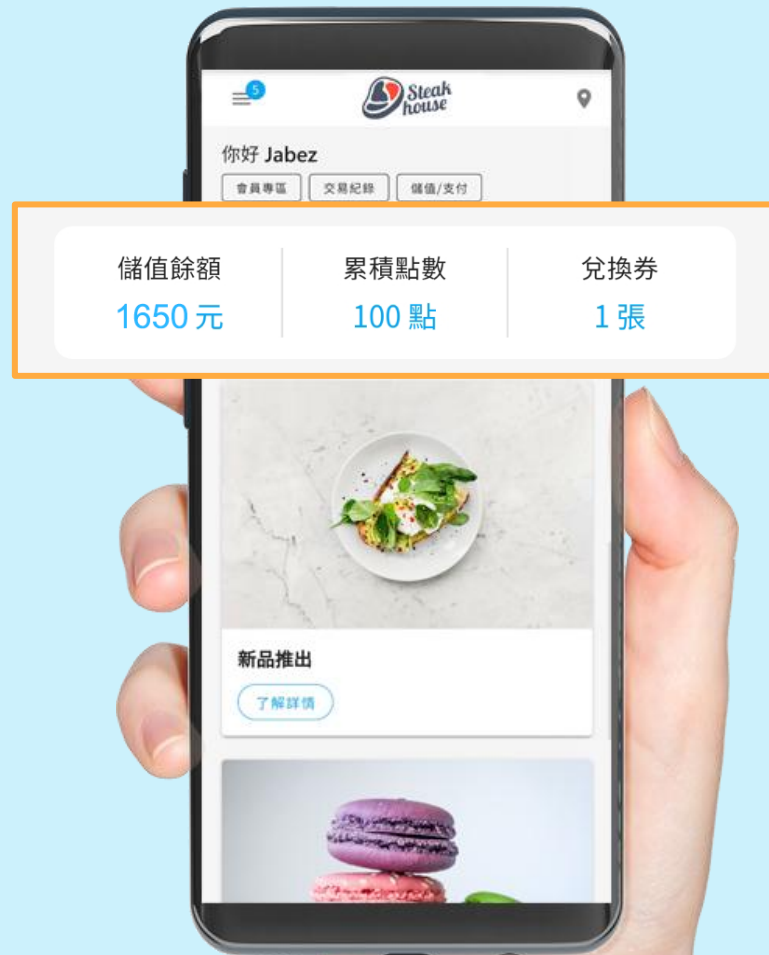 5
Steak
house
你好 Jabez
會員專區 交易紀錄 儲值/支付
儲值餘額 累積點數 兌換券
1650 元 100 點 1 張
新品推出
了解詳情